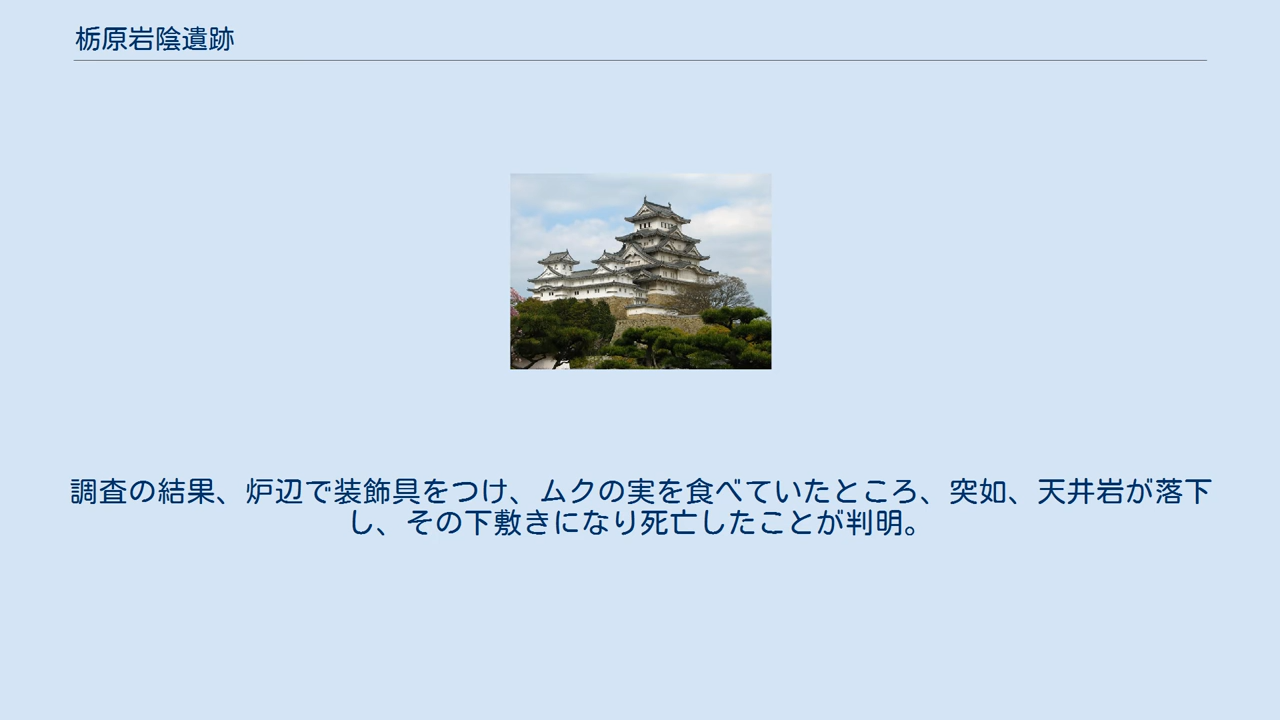 栃原岩陰遺跡
調査の結果、炉辺で装飾具をつけ、ムクの実を食べていたところ、突如、天井岩が落下
し、その下敷きになり死亡したことが判明。